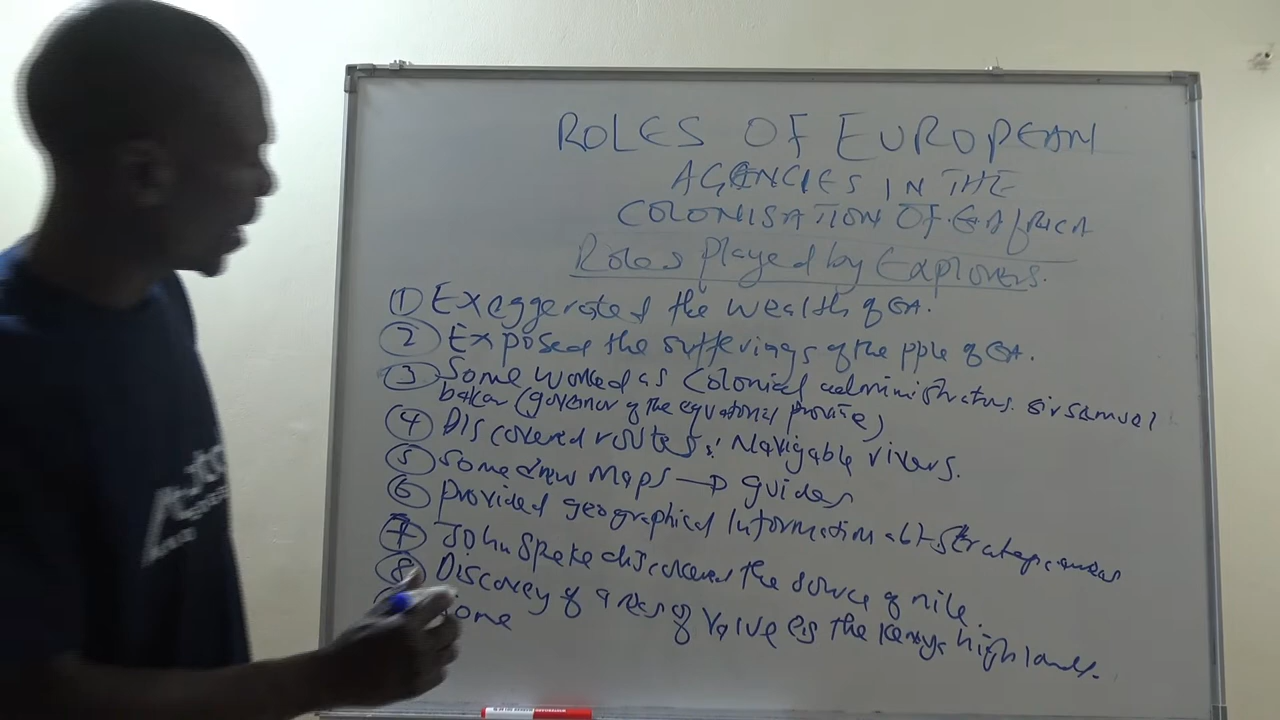 ROLES OF EUROPEAN
AGENCIES IN THE
COLONISATION OF E. AfRICA
Roles played by Explorers.
① Exaggerated the wealth of EA.
② Exposed the sufferings of the pple of EA.
③ Some worked as colonial administrators. sir samuel
baker (governor of the equatorial province)
④ Discovered routes; Navigable rivers.
⑤ Some drew maps → guides
⑥ Provided geographical information abt strategic areas
⑦ John Speke discovered the source of nile.
⑧ Discovery of areas of value eg the kenya highlands.
some